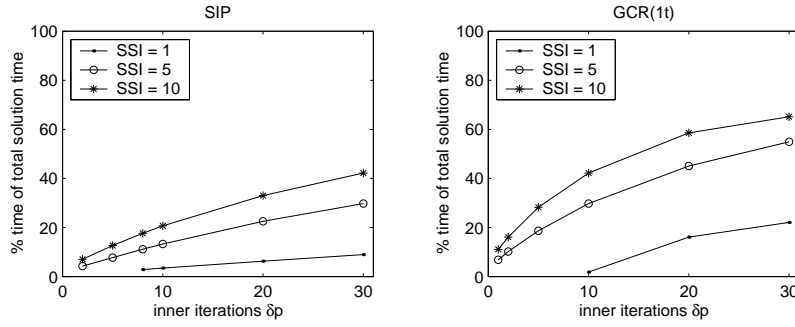 SIP
100
80
60
40
20
0
% time of total solution time
SSI = 1
SSI = 5
SSI = 10
0
10
20
30
inner iterations δp
GCR(1t)
100
80
60
40
20
0
% time of total solution time
SSI = 1
SSI = 5
SSI = 10
0
10
20
30
inner iterations δp